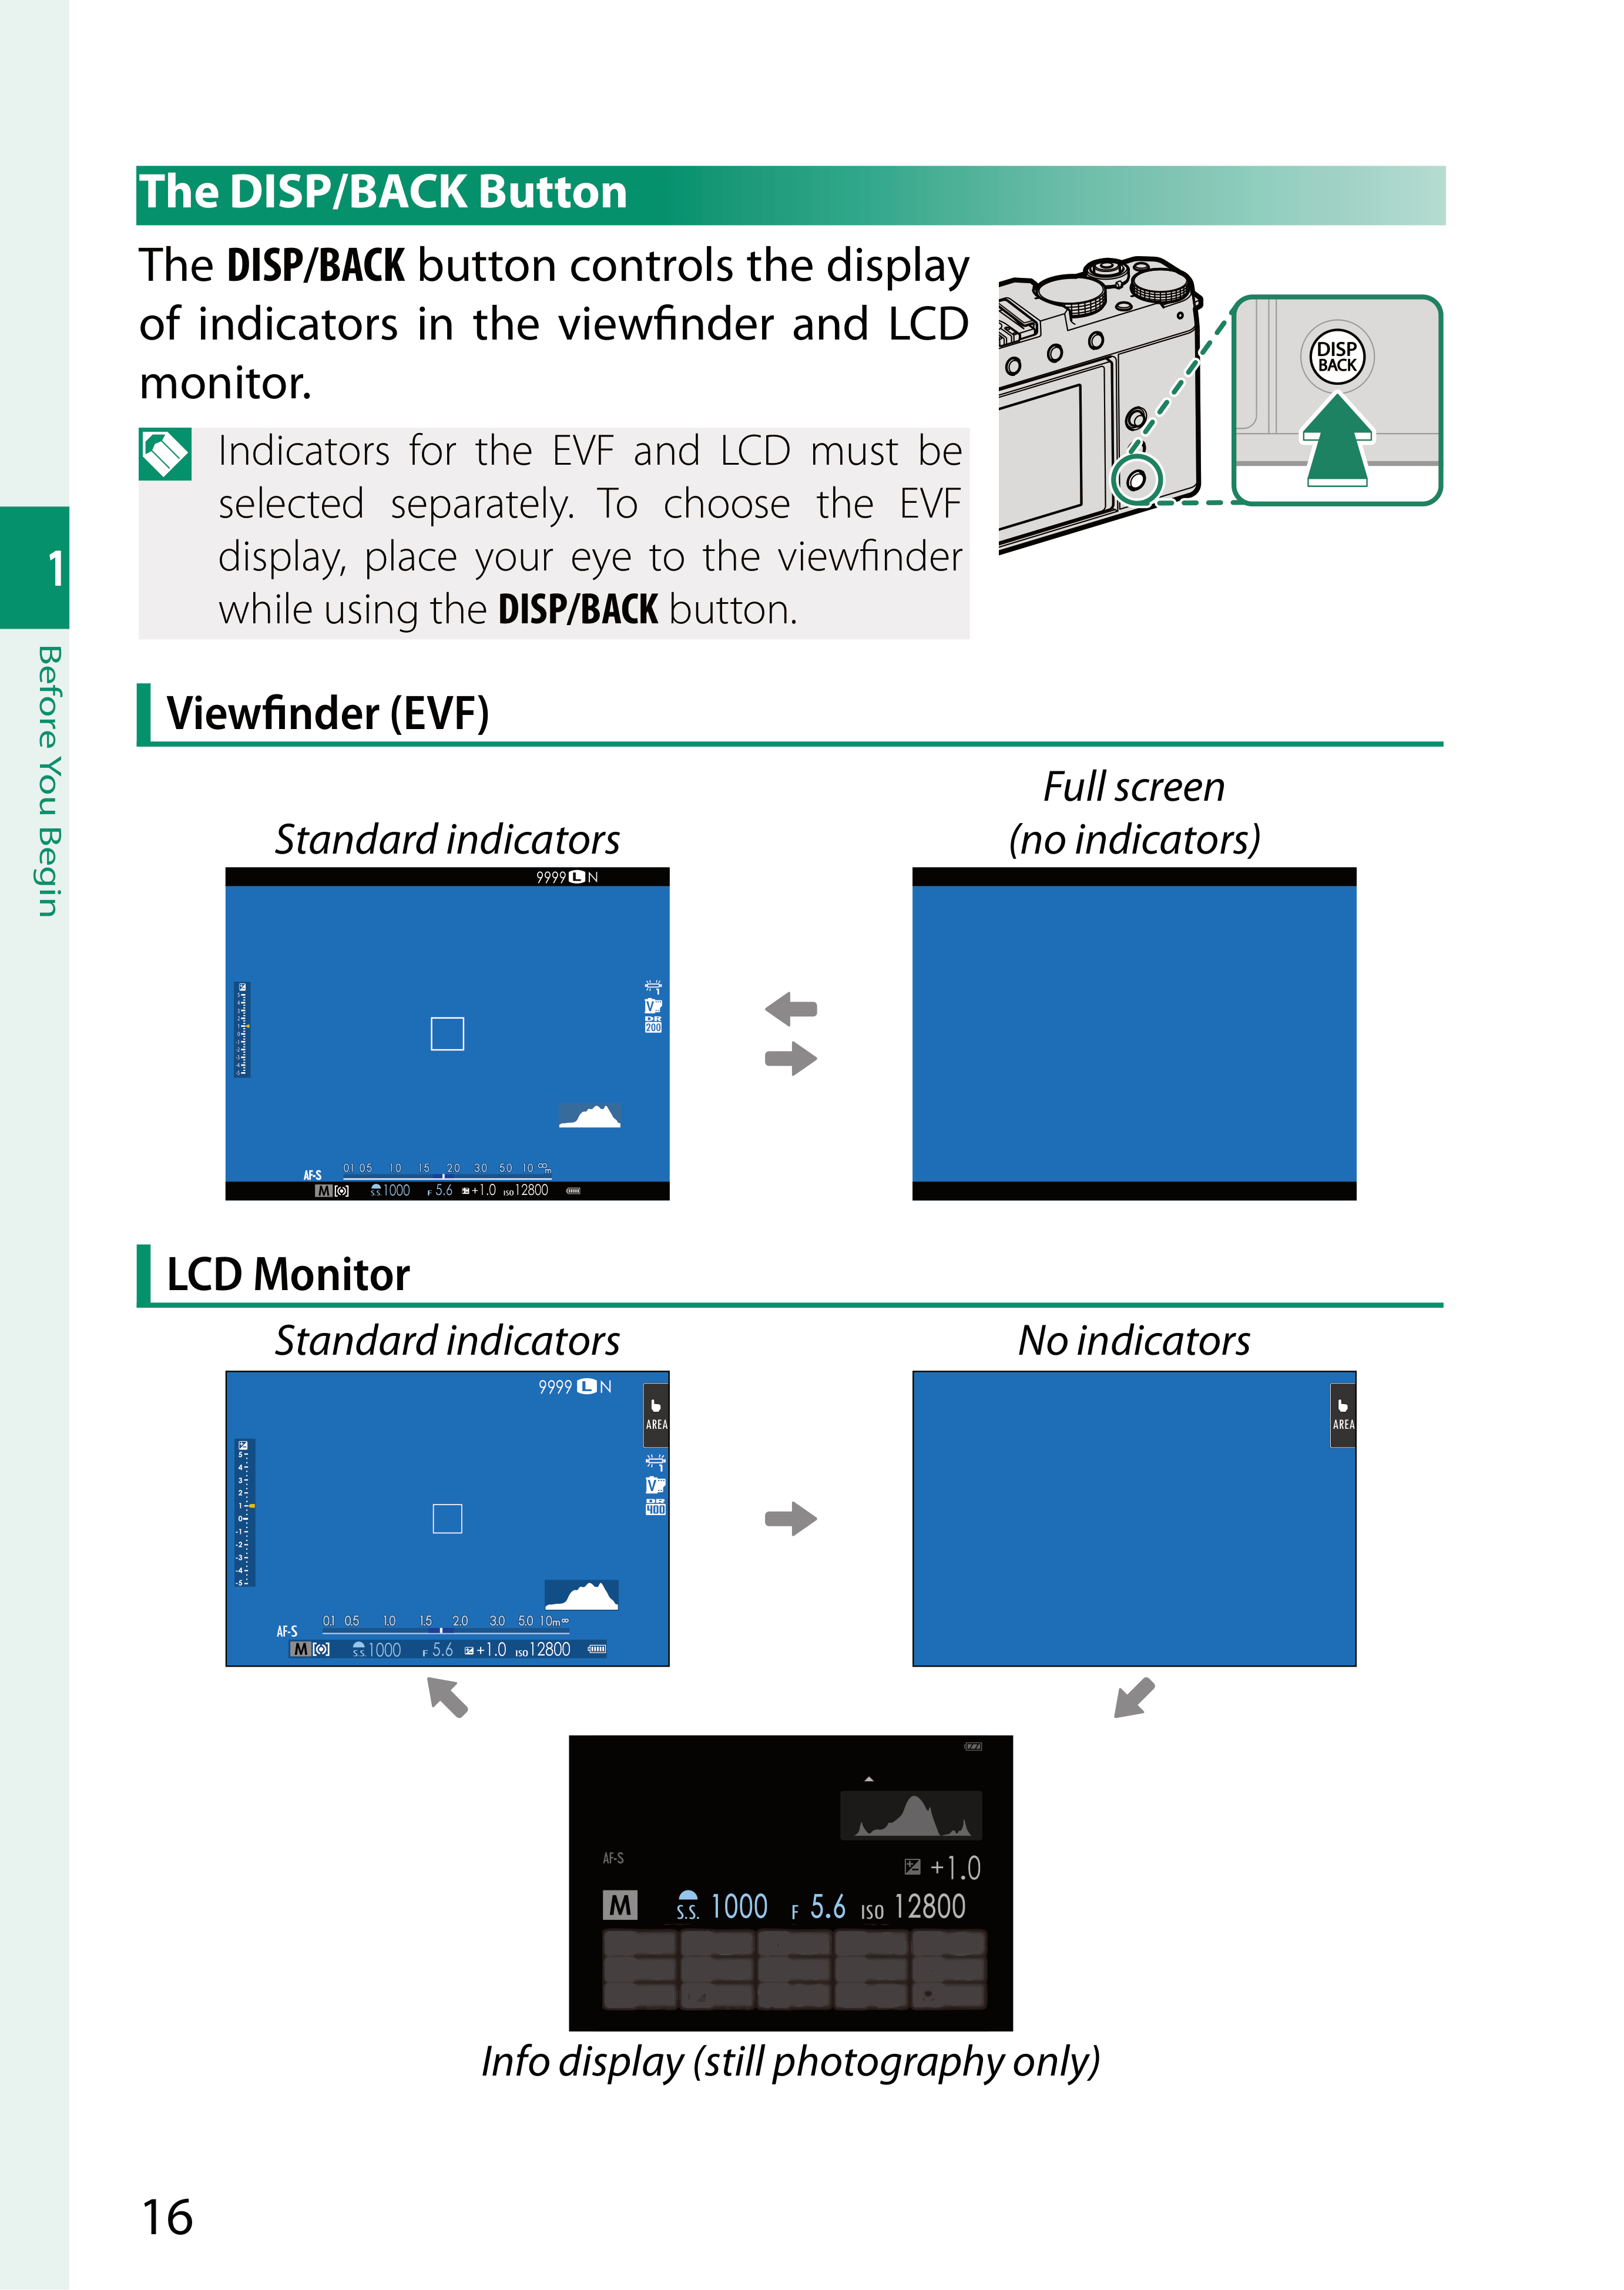 The DISP/BACK Button
The DISP/BACK button controls the display
of indicators in the viewfinder and LCD
monitor.
DISP
BACK
Indicators for the EVF and LCD must be
selected separately. To choose the EVF
display, place your eye to the viewfinder
while using the DISP/BACK button.
1
Before You Begin
Viewfinder (EVF)
Standard indicators
Full screen
(no indicators)
9999 L N
V
DR
200
AF-S
0.1 0.5 1.0 1.5 2.0 3.0 5.0 10 ∞m
M S.S. 1000 F 5.6 +1.0 ISO 12800
LCD Monitor
Standard indicators
No indicators
9999 L N
AREA
5
4
3
2
1
0
-1
-2
-3
-4
-5
V
DR
400
0.1 0.5 1.0 1.5 2.0 3.0 5.0 10m∞
AF-S
M S.S. 1000 F 5.6 +1.0 ISO 12800
AREA
AF-S
+1.0
M S.S. 1000 F 5.6 ISO 12800
Info display (still photography only)
16